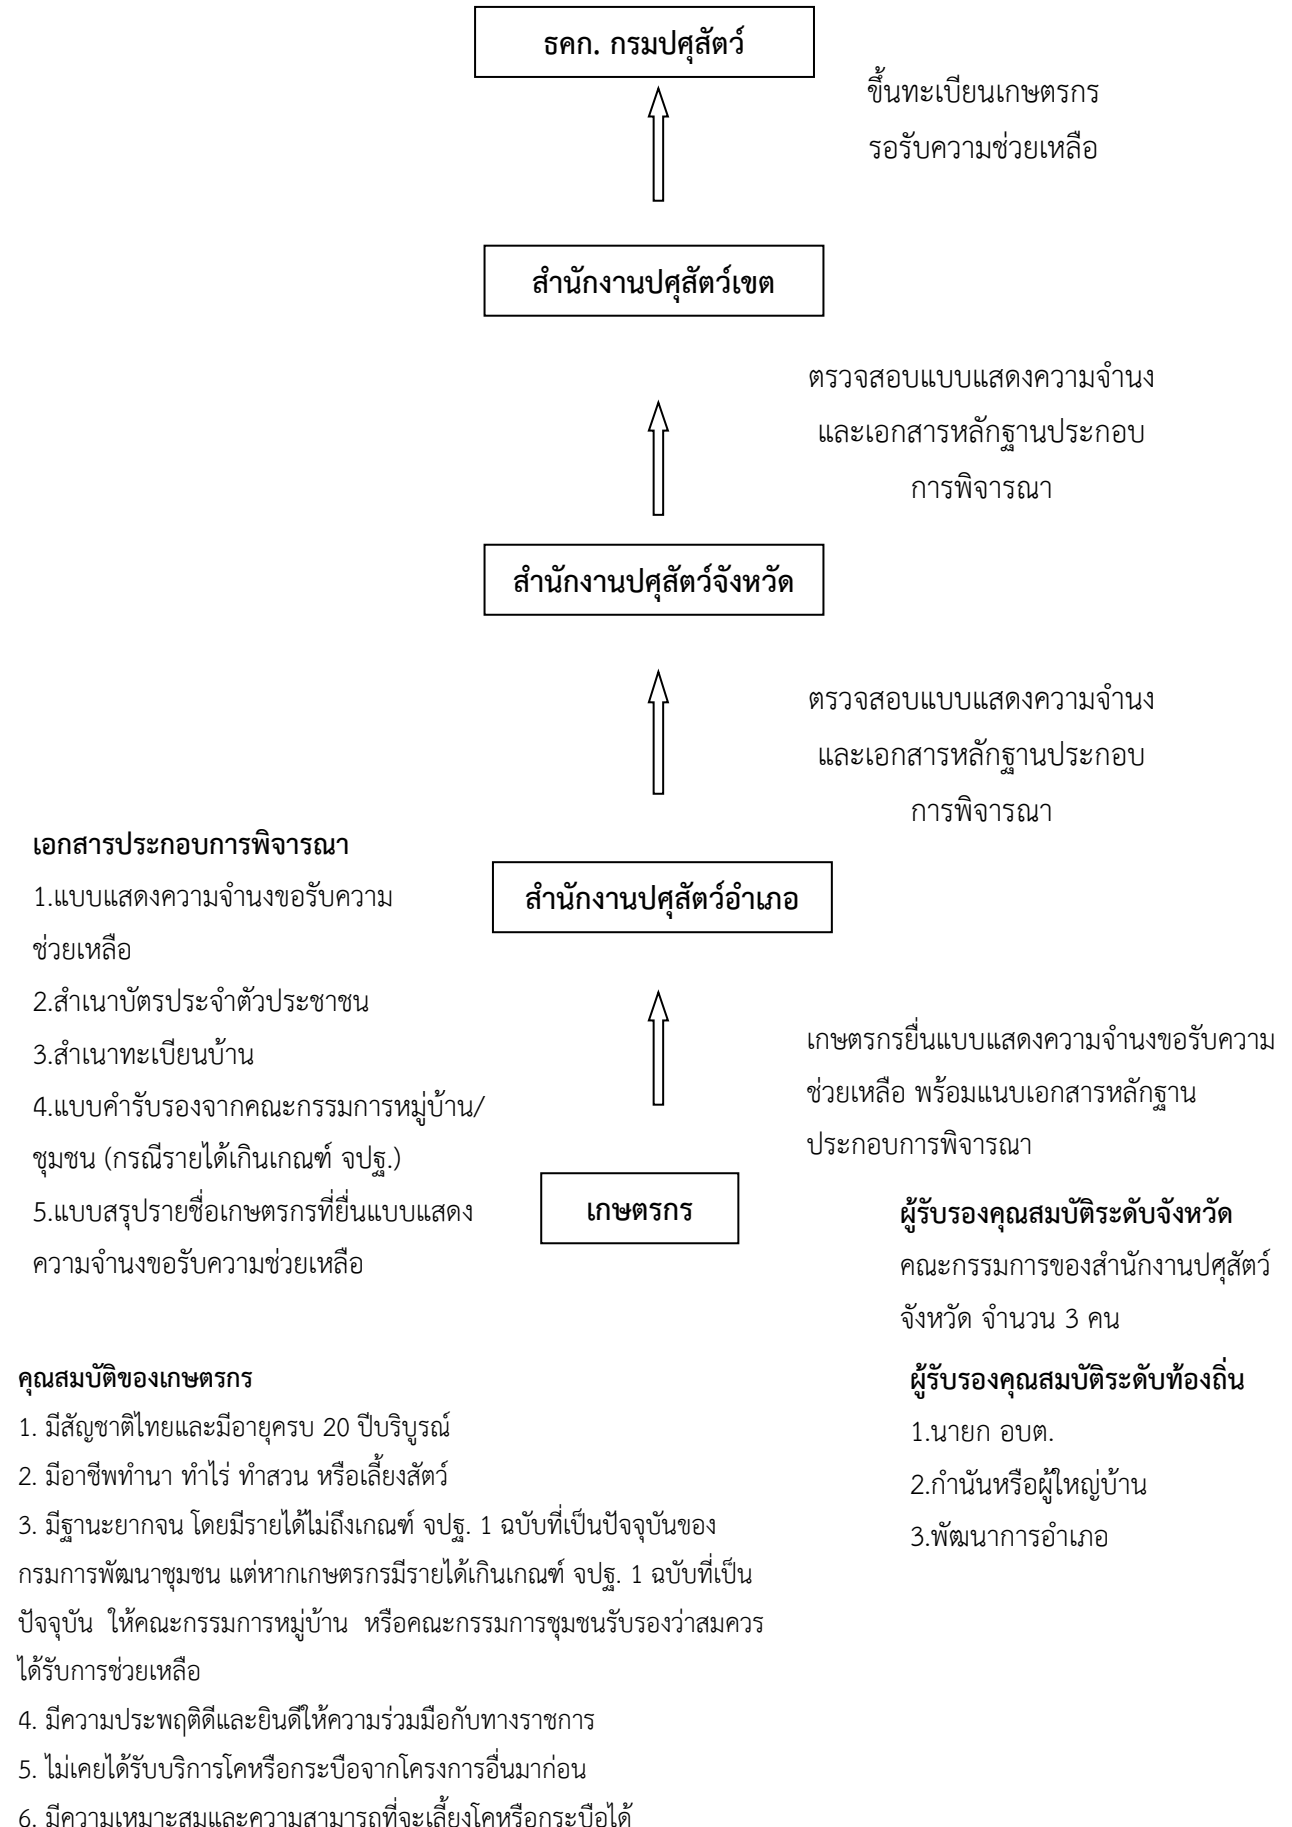 ธคก. กรมปศุสัตว์
ขึ้นทะเบียนเกษตรกร
รอรับความช่วยเหลือ
สำนักงานปศุสัตว์เขต
ตรวจสอบแบบแสดงความจำนง
และเอกสารหลักฐานประกอบ
การพิจารณา
สำนักงานปศุสัตว์จังหวัด
ตรวจสอบแบบแสดงความจำนง
และเอกสารหลักฐานประกอบ
การพิจารณา
เอกสารประกอบการพิจารณา
1.แบบแสดงความจำนงขอรับความ
ช่วยเหลือ
2.สำเนาบัตรประจำตัวประชาชน
3.สำเนาทะเบียนบ้าน
4.แบบคำรับรองจากคณะกรรมการหมู่บ้าน/
ชุมชน (กรณีรายได้เกินเกณฑ์ จปฐ.)
5.แบบสรุปรายชื่อเกษตรกรที่ยื่นแบบแสดง
ความจำนงขอรับความช่วยเหลือ
สำนักงานปศุสัตว์อำเภอ
เกษตรกรยื่นแบบแสดงความจำนงขอรับความ
ช่วยเหลือ พร้อมแนบเอกสารหลักฐาน
ประกอบการพิจารณา
เกษตรกร
ผู้รับรองคุณสมบัติระดับจังหวัด
คณะกรรมการของสำนักงานปศุสัตว์
จังหวัด จำนวน 3 คน
คุณสมบัติของเกษตรกร
1. มีสัญชาติไทยและมีอายุครบ 20 ปีบริบูรณ์
2. มีอาชีพทำนา ทำไร่ ทำสวน หรือเลี้ยงสัตว์
3. มีฐานะยากจน โดยมีรายได้ไม่ถึงเกณฑ์ จปฐ. 1 ฉบับที่เป็นปัจจุบันของ
กรมการพัฒนาชุมชน แต่หากเกษตรกรมีรายได้เกินเกณฑ์ จปฐ. 1 ฉบับที่เป็น
ปัจจุบัน ให้คณะกรรมการหมู่บ้าน หรือคณะกรรมการชุมชนรับรองว่าสมควร
ได้รับการช่วยเหลือ
4. มีความประพฤติดีและยินดีให้ความร่วมมือกับทางราชการ
5. ไม่เคยได้รับบริการโคหรือกระบือจากโครงการอื่นมาก่อน
6. มีความเหมาะสมและความสามารถที่จะเลี้ยงโคหรือกระบือได้
ผู้รับรองคุณสมบัติระดับท้องถิ่น
1.นายก อบต.
2.กำนันหรือผู้ใหญ่บ้าน
3.พัฒนาการอำเภอ